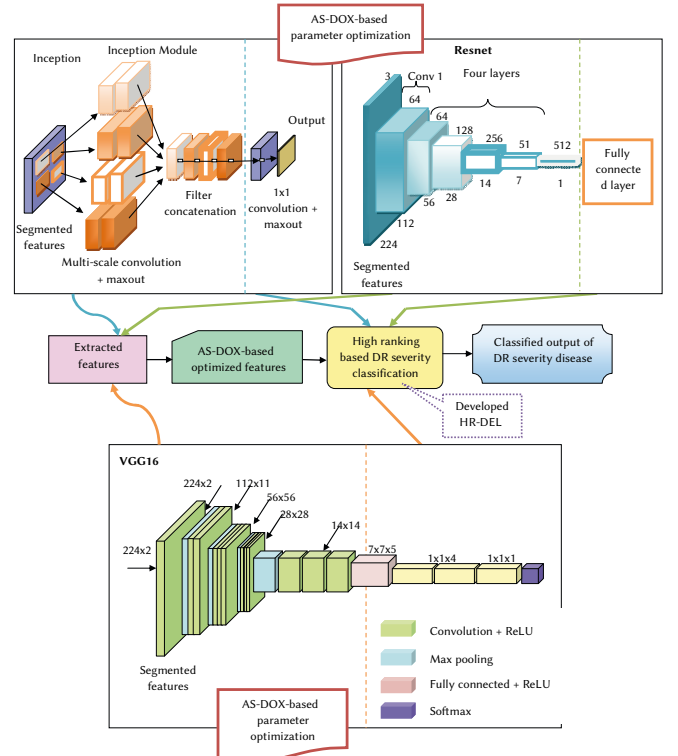 AS-DOX-based
parameter optimization
Inception
Inception Module
Output
Segmented
features
Filter
concatenation
1x1
convolution +
maxout
Multi-scale convolution
+ maxout
Resnet
Four layers
3
Conv 1
64
64
128
256
51
512
14
7
1
28
56
112
224
Segmented
features
Fully
connecte
d layer
Extracted
features
AS-DOX-based
optimized features
High ranking
based DR severity
classification
Classified output of
DR severity disease
Developed
HR-DEL
VGG16
224x2
112x11
56x56
28x28
14x14
7x7x5
1x1x4
1x1x1
224x2
Segmented
features
Convolution + ReLU
Max pooling
Fully connected + ReLU
Softmax
AS-DOX-based
parameter
optimization